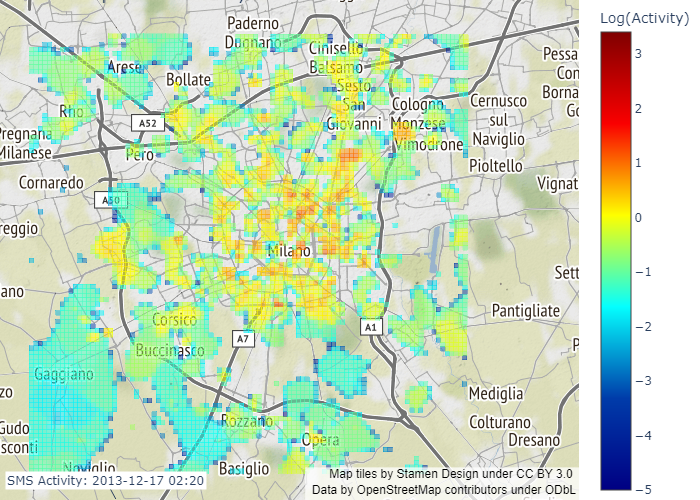 Paderno
Dugnano
Cinisello
Balsamo
Arese
Bollate
Sesto
San
Giovanni
Rho
A52
Cologno
Monzese
Cernusco
sul
Naviglio
Pessa
Con
Borna
Go
Pregnana
Milanese
Pero
Vimodrone
Pioltello
Cornaredo
A50
Vignat
reggio
Milano
Sett
ano
Corsico
A7
A1
Pantigliate
Buccinasco
P
Gaggiano
zo
Mediglia
Gudo
sconti
Rozzano
Opera
Colturano
Dresano
Noviglio
Basiglio
SMS Activity: 2013-12-17 02:20
Map tiles by Stamen Design under CC BY 3.0
Data by OpenStreetMap contributors under ODbL
Log(Activity)
3
2
1
0
−1
−2
−3
−4
−5